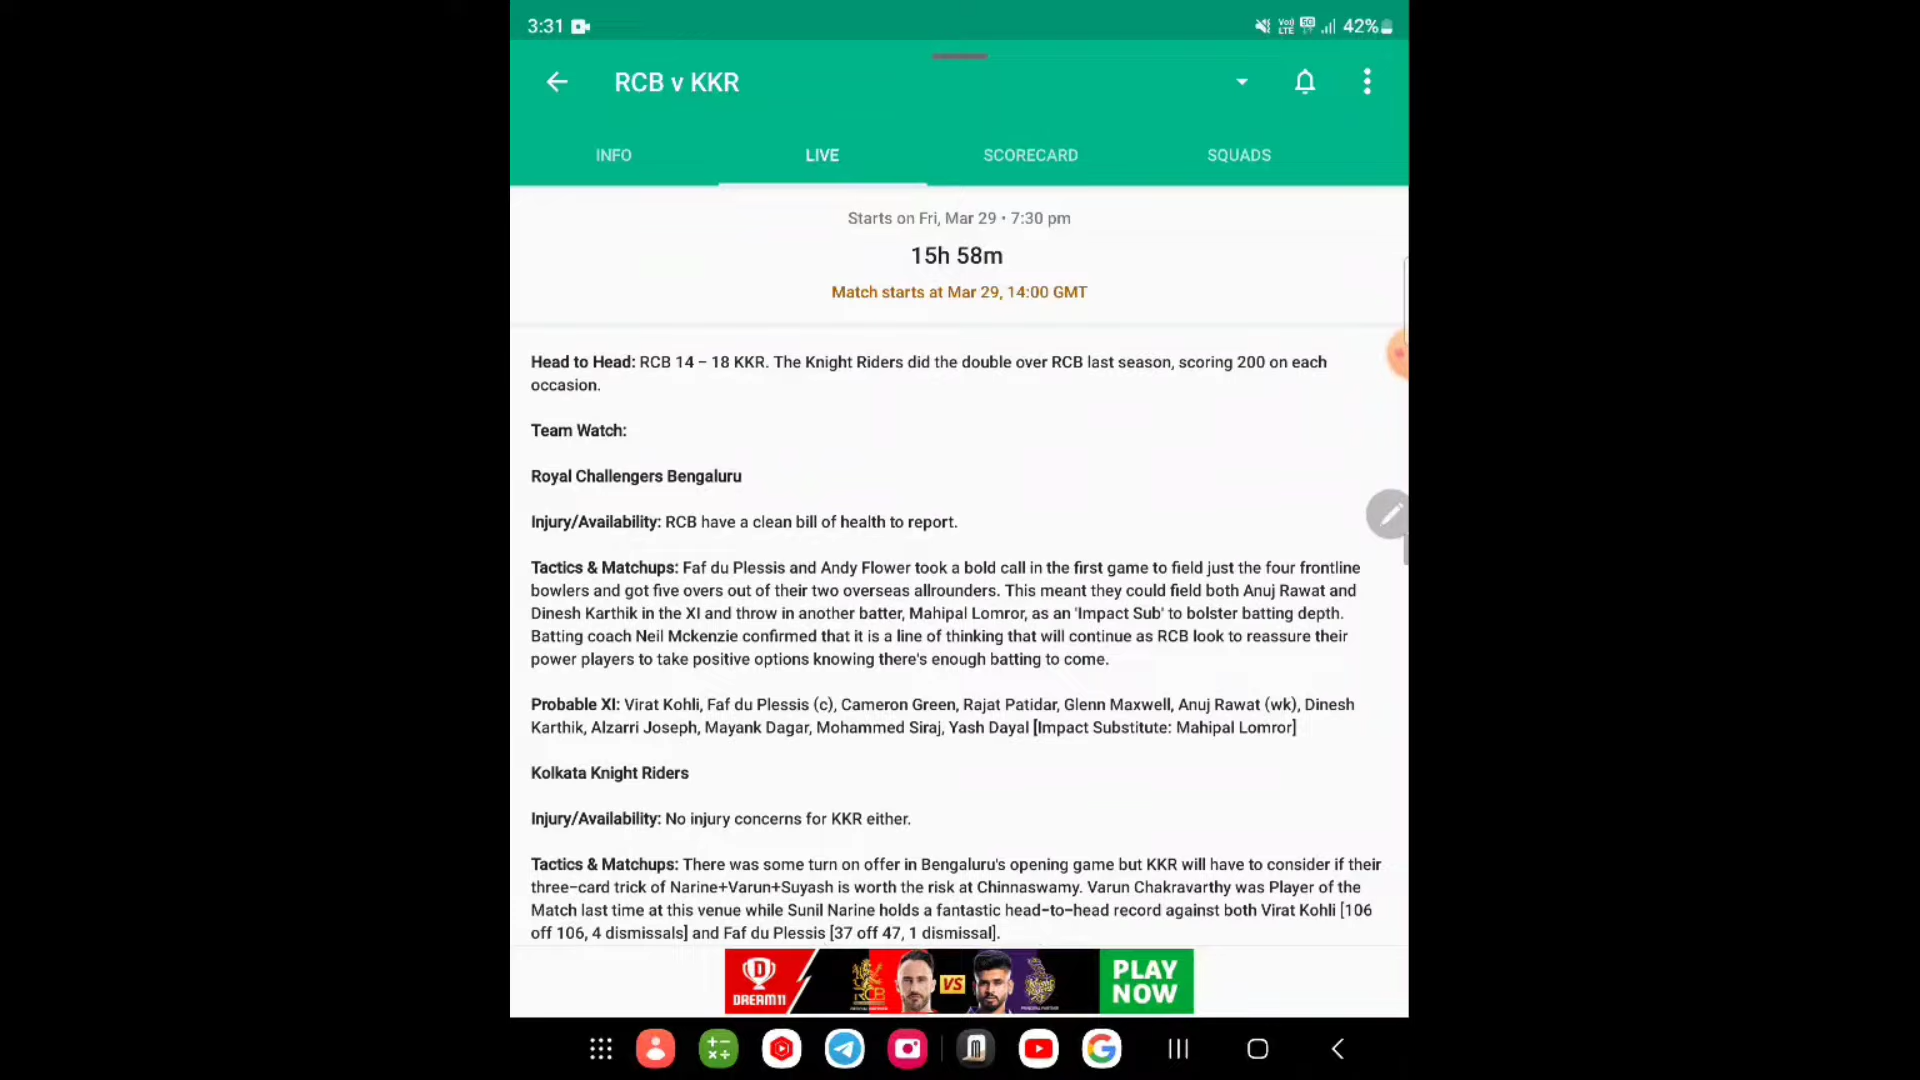 3:31
Vo) LTE 5G 42%
RCB v KKR
INFO LIVE SCORECARD SQUADS
Starts on Fri, Mar 29 • 7:30 pm
15h 58m
Match starts at Mar 29, 14:00 GMT
Head to Head: RCB 14 – 18 KKR. The Knight Riders did the double over RCB last season, scoring 200 on each
occasion.
Team Watch:
Royal Challengers Bengaluru
Injury/Availability: RCB have a clean bill of health to report.
Tactics & Matchups: Faf du Plessis and Andy Flower took a bold call in the first game to field just the four frontline
bowlers and got five overs out of their two overseas allrounders. This meant they could field both Anuj Rawat and
Dinesh Karthik in the XI and throw in another batter, Mahipal Lomror, as an 'Impact Sub' to bolster batting depth.
Batting coach Neil Mckenzie confirmed that it is a line of thinking that will continue as RCB look to reassure their
power players to take positive options knowing there's enough batting to come.
Probable XI: Virat Kohli, Faf du Plessis (c), Cameron Green, Rajat Patidar, Glenn Maxwell, Anuj Rawat (wk), Dinesh
Karthik, Alzarri Joseph, Mayank Dagar, Mohammed Siraj, Yash Dayal [Impact Substitute: Mahipal Lomror]
Kolkata Knight Riders
Injury/Availability: No injury concerns for KKR either.
Tactics & Matchups: There was some turn on offer in Bengaluru's opening game but KKR will have to consider if their
three-card trick of Narine+Varun+Suyash is worth the risk at Chinnaswamy. Varun Chakravarthy was Player of the
Match last time at this venue while Sunil Narine holds a fantastic head-to-head record against both Virat Kohli [106
off 106, 4 dismissals] and Faf du Plessis [37 off 47, 1 dismissal].
DREAM11
RCB
VS
PLAY
NOW